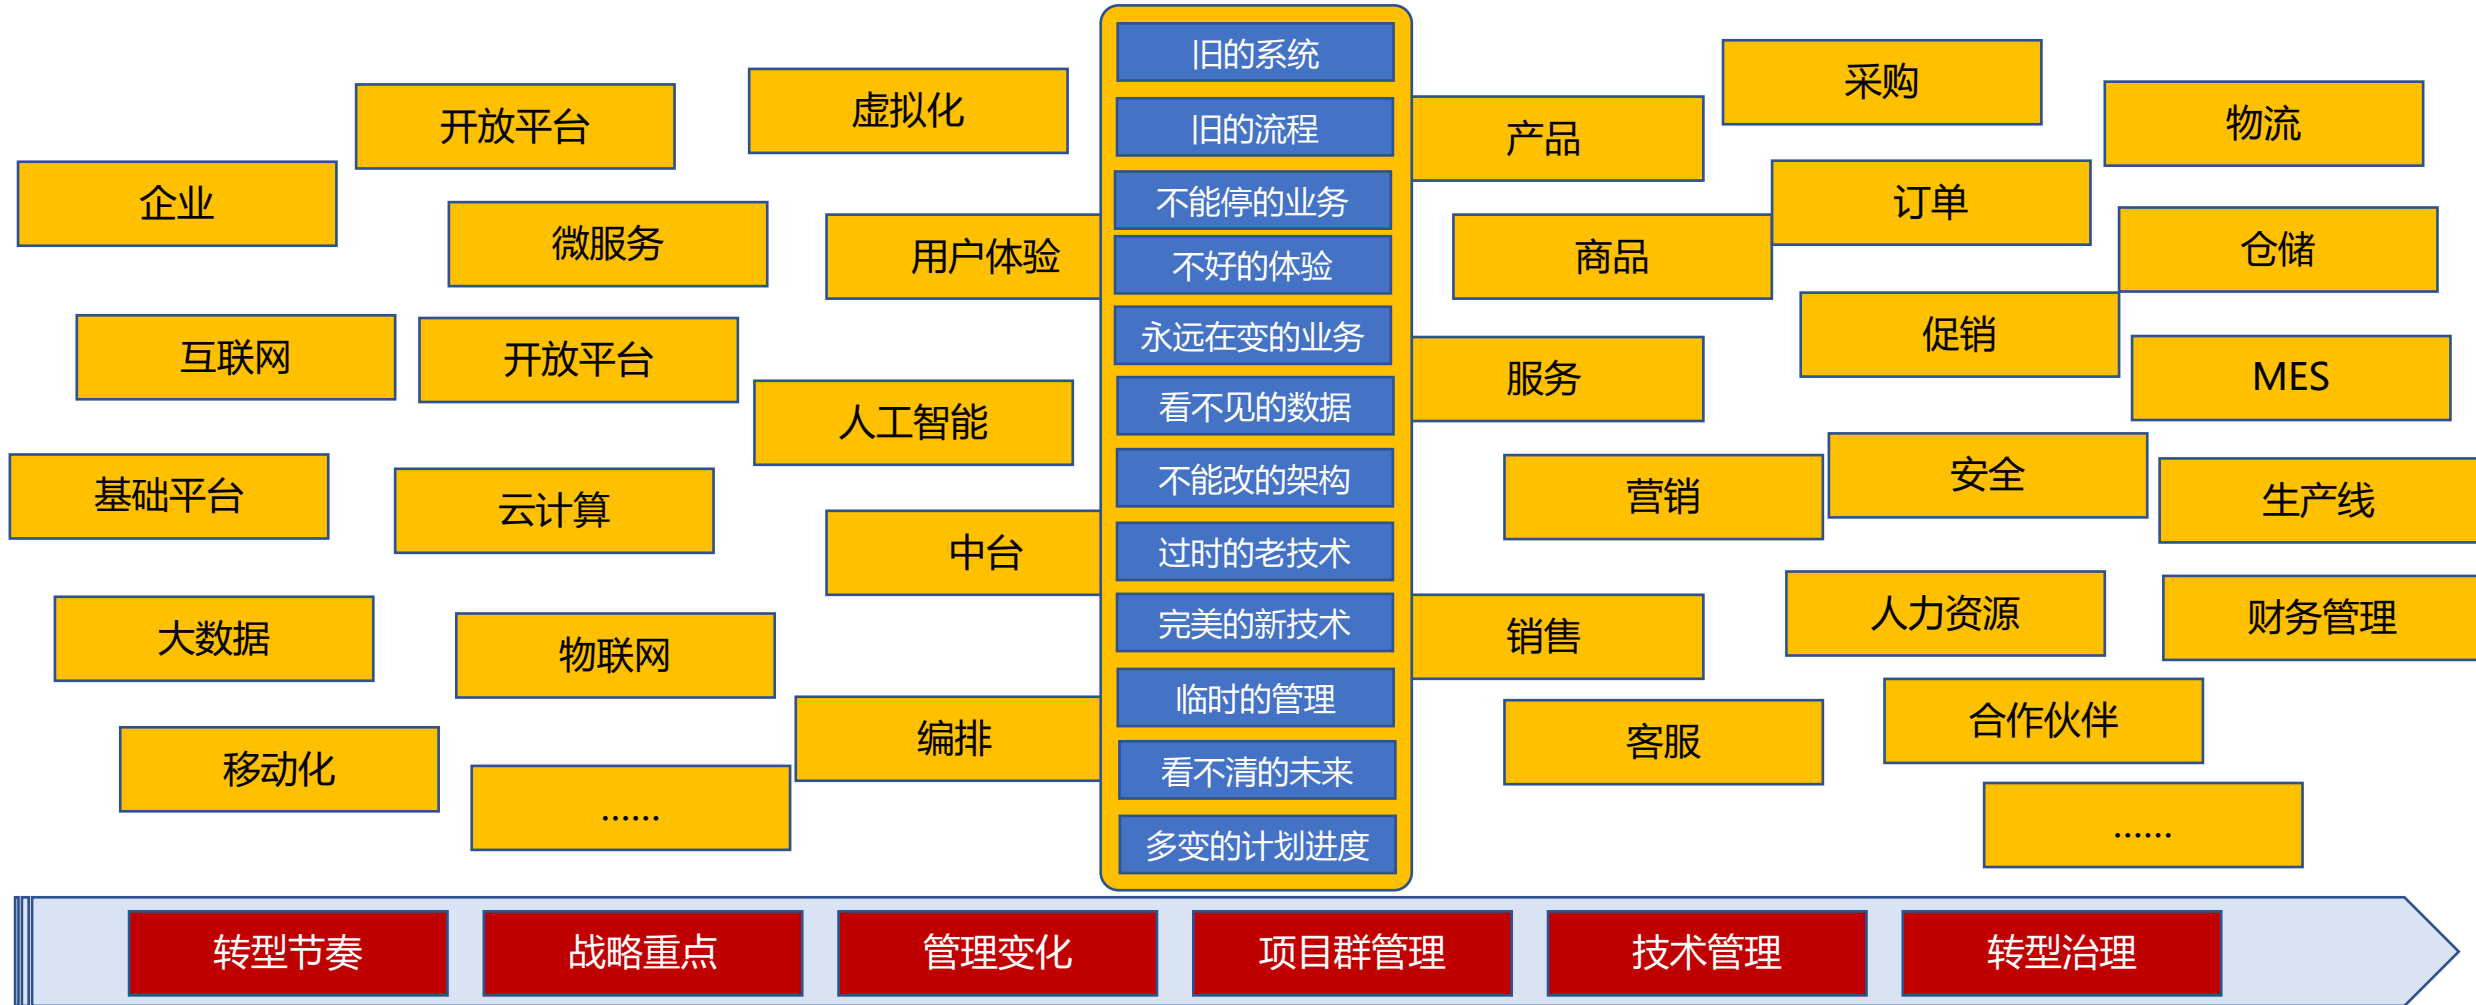 企业
开放平台
虚拟化
微服务
用户体验
互联网
开放平台
人工智能
基础平台
云计算
中台
大数据
物联网
编排
移动化
……
旧的系统
旧的流程
不能停的业务
不好的体验
永远在变的业务
看不见的数据
不能改的架构
过时的老技术
完美的新技术
临时的管理
看不清的未来
多变的计划进度
产品
采购
物流
订单
商品
仓储
促销
服务
MES
营销
安全
生产线
销售
人力资源
财务管理
客服
合作伙伴
……
转型节奏
战略重点
管理变化
项目群管理
技术管理
转型治理